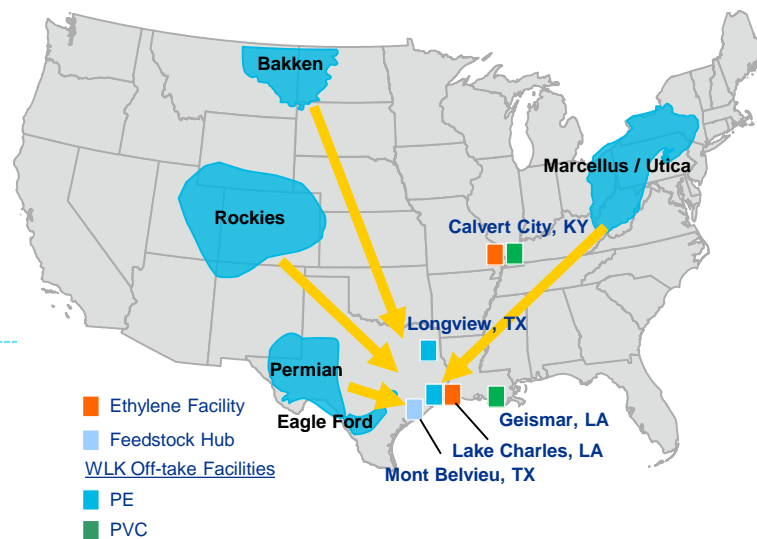 Bakken
Marcellus / Utica
Rockies
Calvert City, KY
Longview, TX
Permian
Eagle Ford
Geismar, LA
Lake Charles, LA
Mont Belvieu, TX
Ethylene Facility
Feedstock Hub
WLK Off-take Facilities
PE
PVC